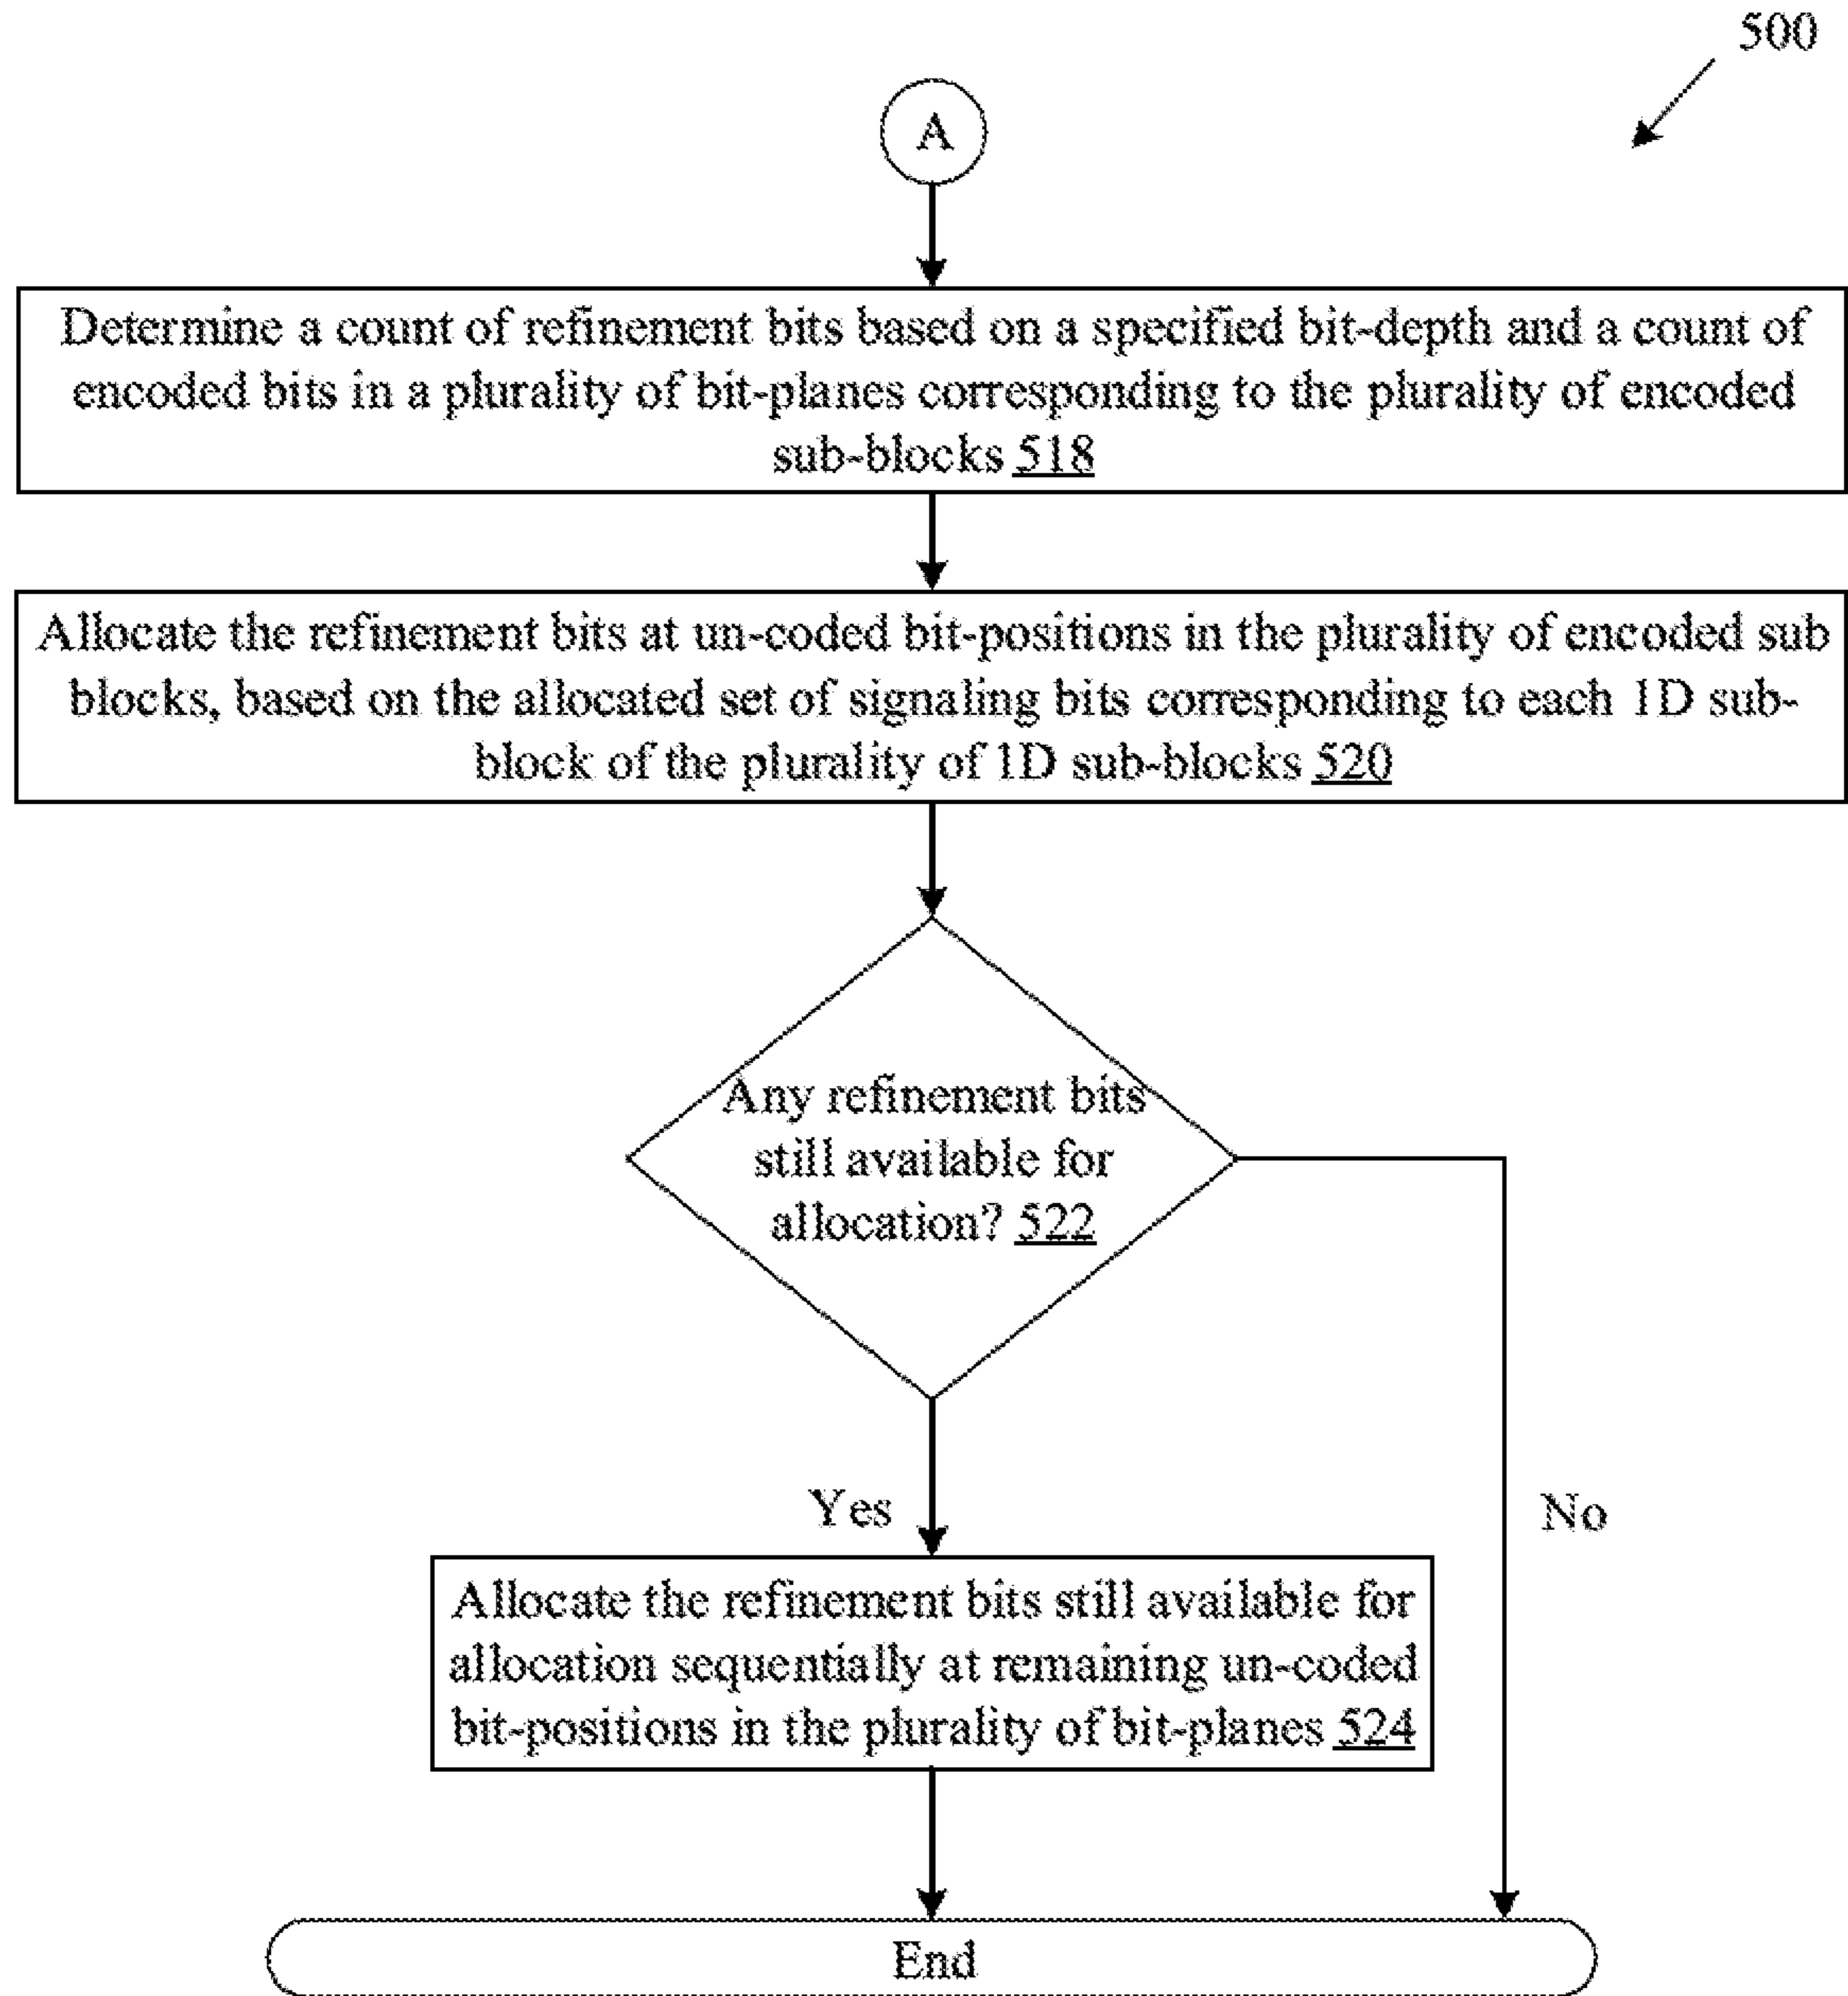 500
A
Determine a count of refinement bits based on a specified bit-depth and a count of
encoded bits in a plurality of bit-planes corresponding to the plurality of encoded
sub-blocks 518
Allocate the refinement bits at un-coded bit-positions in the plurality of encoded sub
blocks, based on the allocated set of signaling bits corresponding to each 1D sub-
block of the plurality of 1D sub-blocks 520
Any refinement bits
still available for
allocation? 522
Yes
No
Allocate the refinement bits still available for
allocation sequentially at remaining un-coded
bit-positions in the plurality of bit-planes 524
End